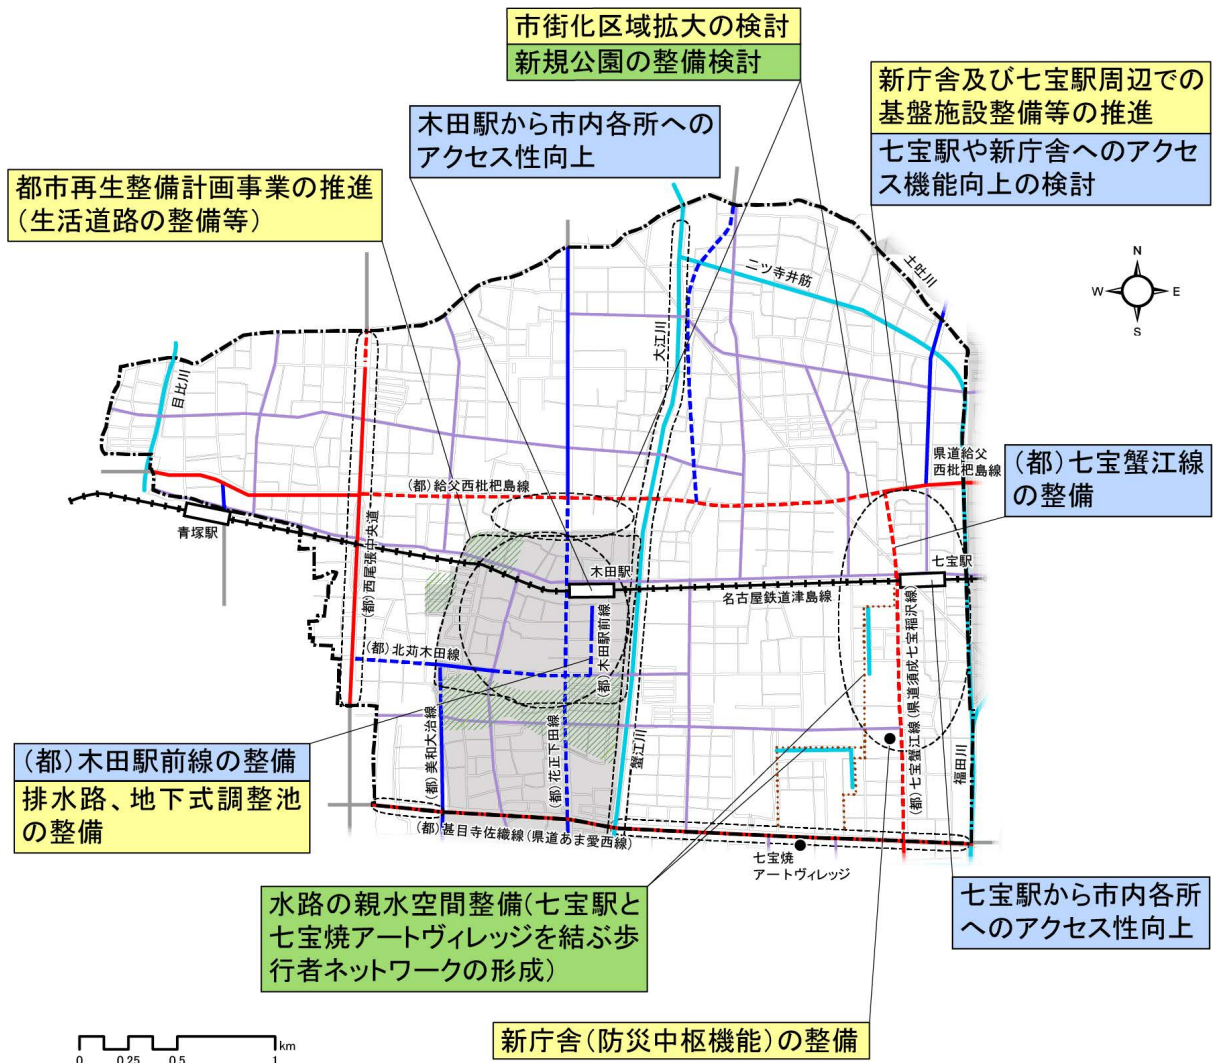 市街化区域拡大の検討
新規公園の整備検討
新庁舎及び七宝駅周辺での
基盤施設整備等の推進
七宝駅や新庁舎へのアクセ
ス機能向上の検討
木田駅から市内各所への
アクセス性向上
都市再生整備計画事業の推進
(生活道路の整備等)
N
W
E
S
土吐川
二ツ寺井筋
大江川
目比川
県道給父
西枇杷島線
(都)七宝蟹江線
の整備
(都)給父西枇杷島線
青塚駅
(都)西尾張中央道
木田駅
七宝駅
名古屋鉄道津島線
(都)木田駅前線
(都)北苅木田線
(都)七宝蟹江線(県道須成七宝稲沢線)
(都)美和大治線
(都)花正下田線
蟹江川
福田川
(都)木田駅前線の整備
排水路、地下式調整池
の整備
(都)甚目寺佐織線(県道あま愛西線)
七宝焼
アートヴィレッジ
水路の親水空間整備(七宝駅と
七宝焼アートヴィレッジを結ぶ歩
行者ネットワークの形成)
七宝駅から市内各所
へのアクセス性向上
新庁舎(防災中枢機能)の整備
km
0 0.25 0.5 1